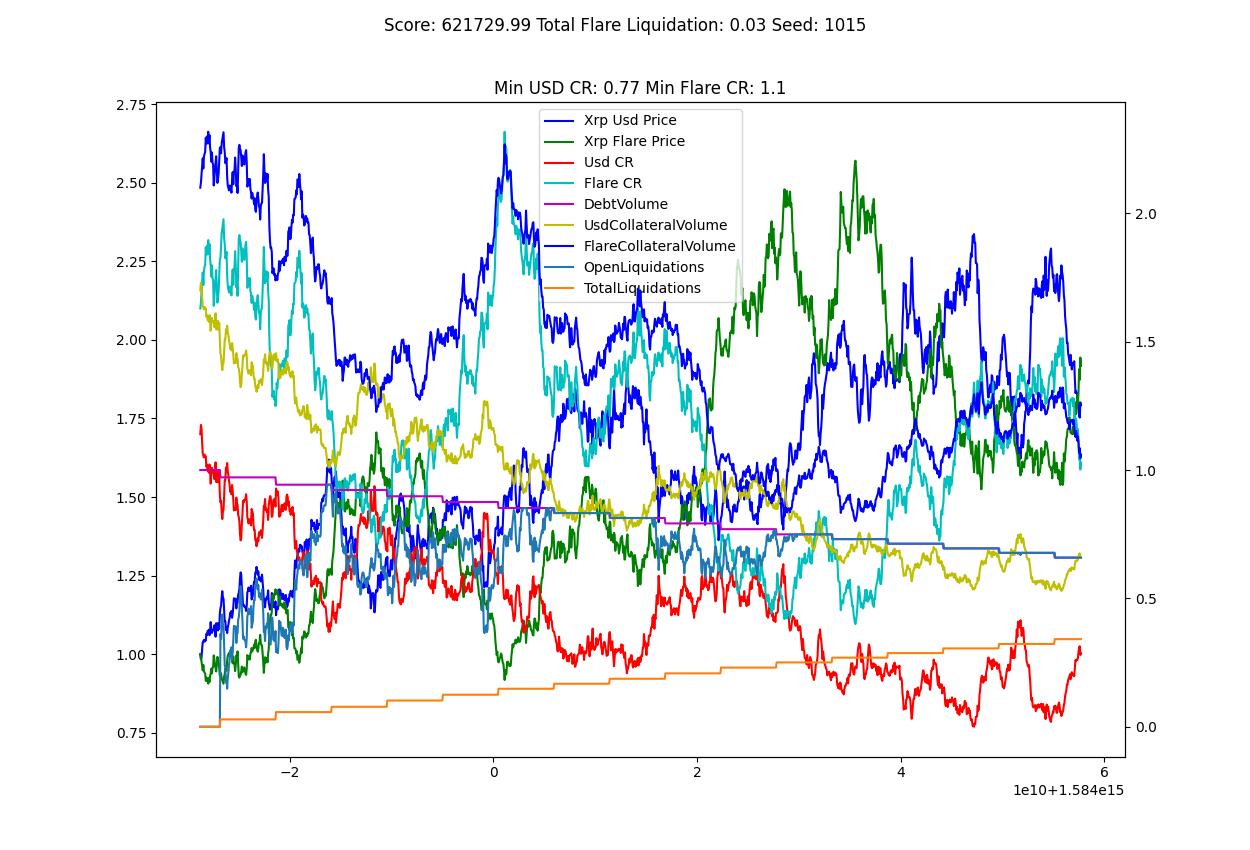 Score: 621729.99 Total Flare Liquidation: 0.03 Seed: 1015
Min USD CR: 0.77 Min Flare CR: 1.1
2.75
2.50
2.25
2.00
1.75
1.50
1.25
1.00
0.75
Xrp Usd Price
Xrp Flare Price
Usd CR
Flare CR
DebtVolume
UsdCollateralVolume
FlareCollateralVolume
OpenLiquidations
TotalLiquidations
2.0
1.5
1.0
0.5
0.0
−2 0 2 4 6
1e10+1.584e15